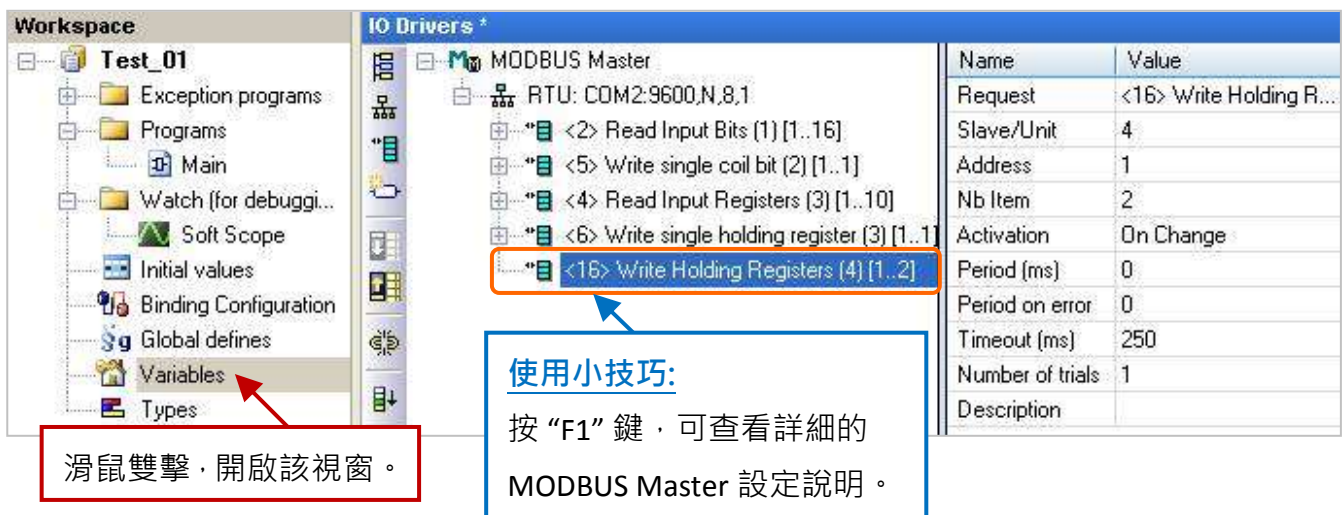 Workspace
Test_01
Exception programs
Programs
Main
Watch (for debuggi...
Soft Scope
Initial values
Binding Configuration
Global defines
Variables
Types
IO Drivers *
MODBUS Master
RTU: COM2:9600,N,8,1
<2> Read Input Bits (1) [1..16]
<5> Write single coil bit (2) [1..1]
<4> Read Input Registers (3) [1..10]
<6> Write single holding register (3) [1..1]
<16> Write Holding Registers (4) [1..2]
Name Value
Request <16> Write Holding R...
Slave/Unit 4
Address 1
Nb Item 2
Activation On Change
Period (ms) 0
Period on error 0
Timeout (ms) 250
Number of trials 1
Description
滑鼠雙擊，開啟該視窗。
使用小技巧:
按 “F1” 鍵，可查看詳細的
MODBUS Master 設定說明。